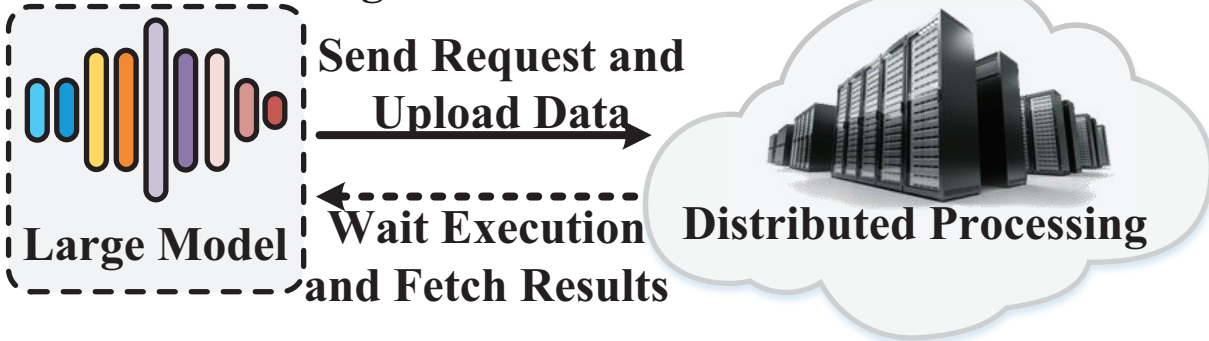 Send Request and
Upload Data
Wait Execution
and Fetch Results
Large Model
Distributed Processing